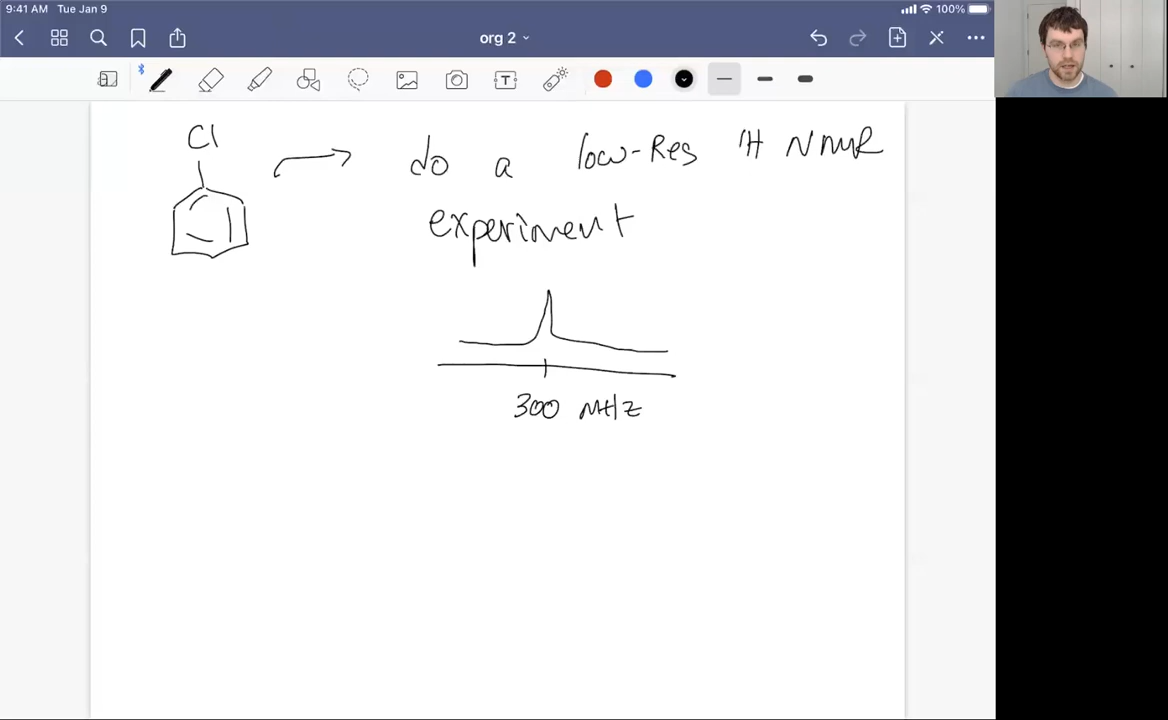 9:41 AM Tue Jan 9
100%
org 2
T
Cl
do a low-Res 1H NMR
experiment
300 MHz